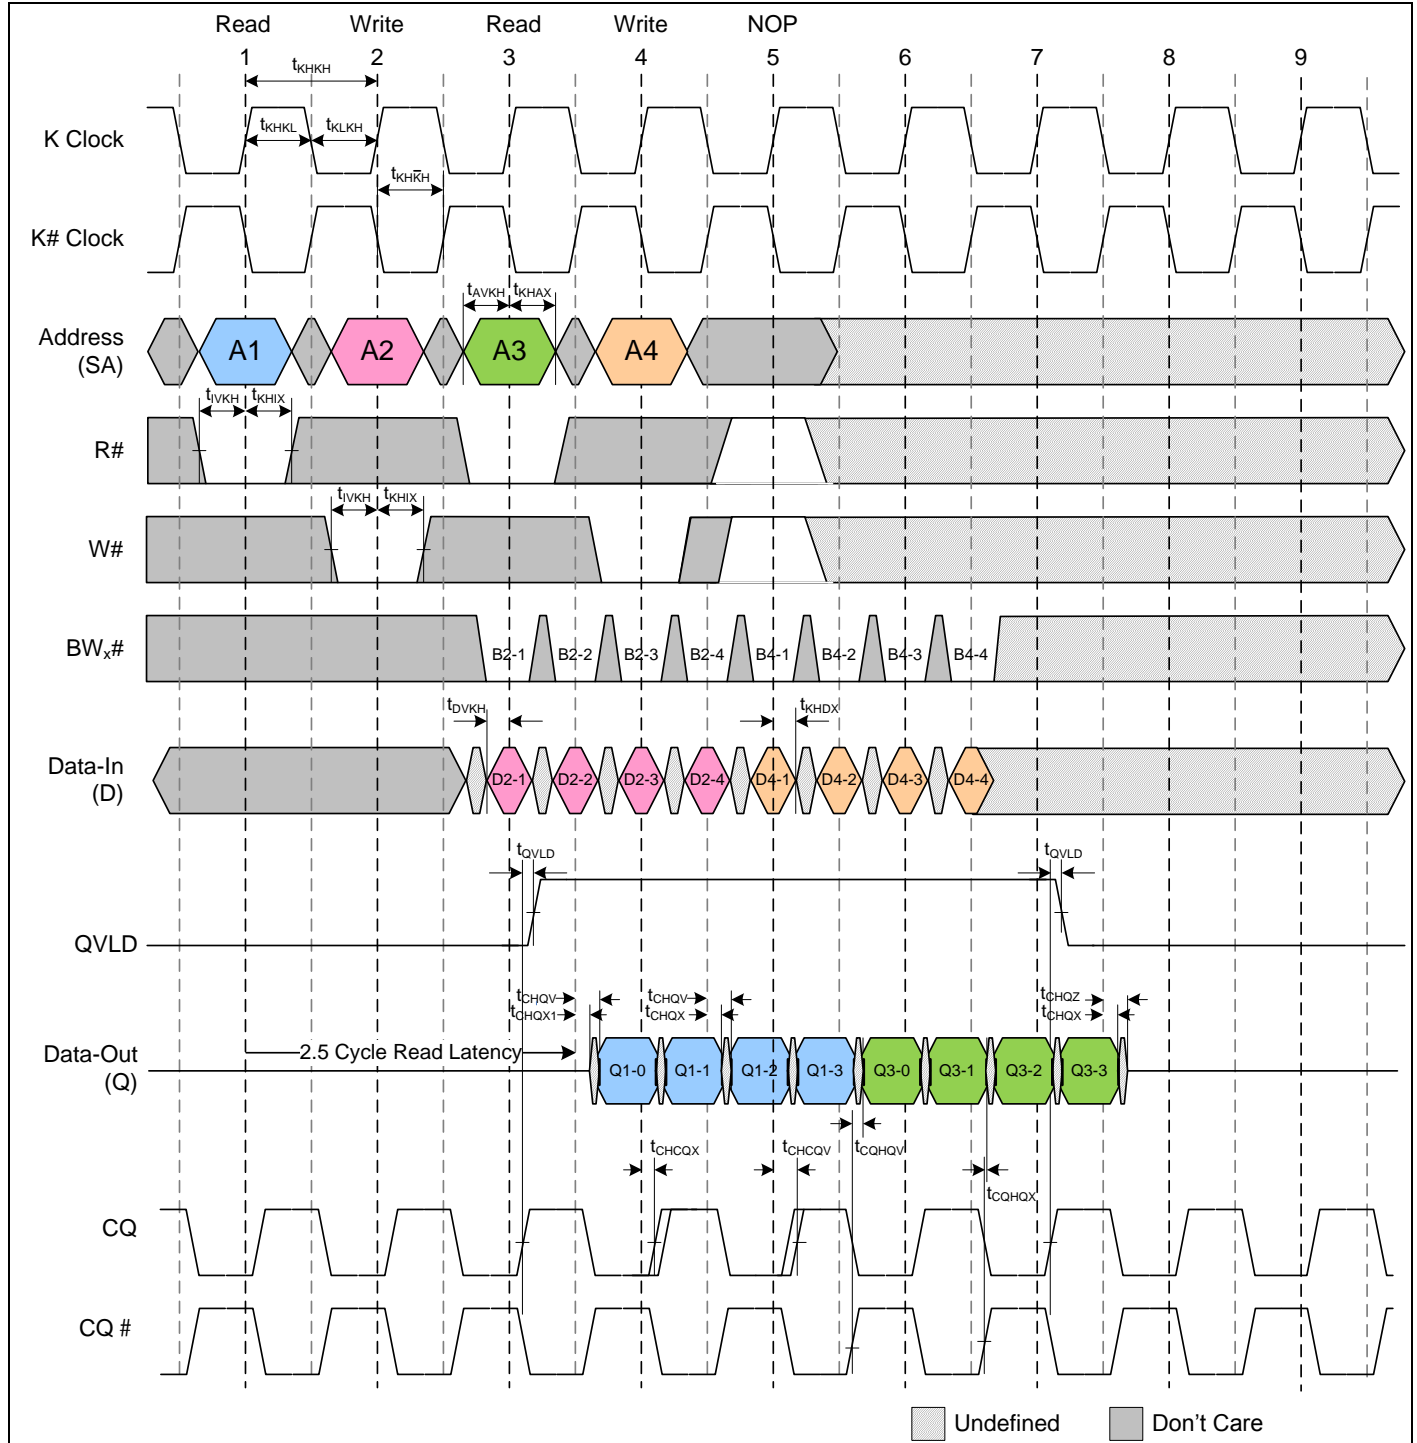 Read Write Read Write NOP
1 2 3 4 5 6 7 8 9
tKHKH
K Clock
tKHKL tKLKH
tKHK̄H
K# Clock
tAVKH tKHAX
Address
(SA)
A1 A2 A3 A4
tIVKH tKHIX
R#
tIVKH tKHIX
W#
BWx#
B2-1 B2-2 B2-3 B2-4 B4-1 B4-2 B4-3 B4-4
tDVKH tKHDX
Data-In
(D)
D2-1 D2-2 D2-3 D2-4 D4-1 D4-2 D4-3 D4-4
tQVLD tQVLD
QVLD
tCHQV tCHQV tCHQZ
tCHQX1 tCHQX tCHQX
Data-Out
(Q)
2.5 Cycle Read Latency
Q1-0 Q1-1 Q1-2 Q1-3 Q3-0 Q3-1 Q3-2 Q3-3
tCHCQX tCHCQV tCQHQV
tCQHQX
CQ
CQ #
Undefined Don't Care